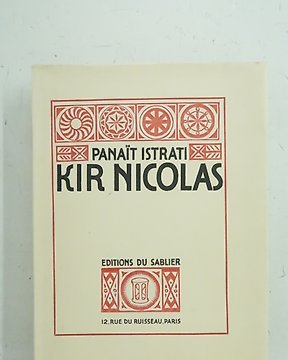 PANAÏT ISTRATI
KIR NICOLAS
EDITIONS DU SABLIER
12, RUE DU RUISSEAU, PARIS